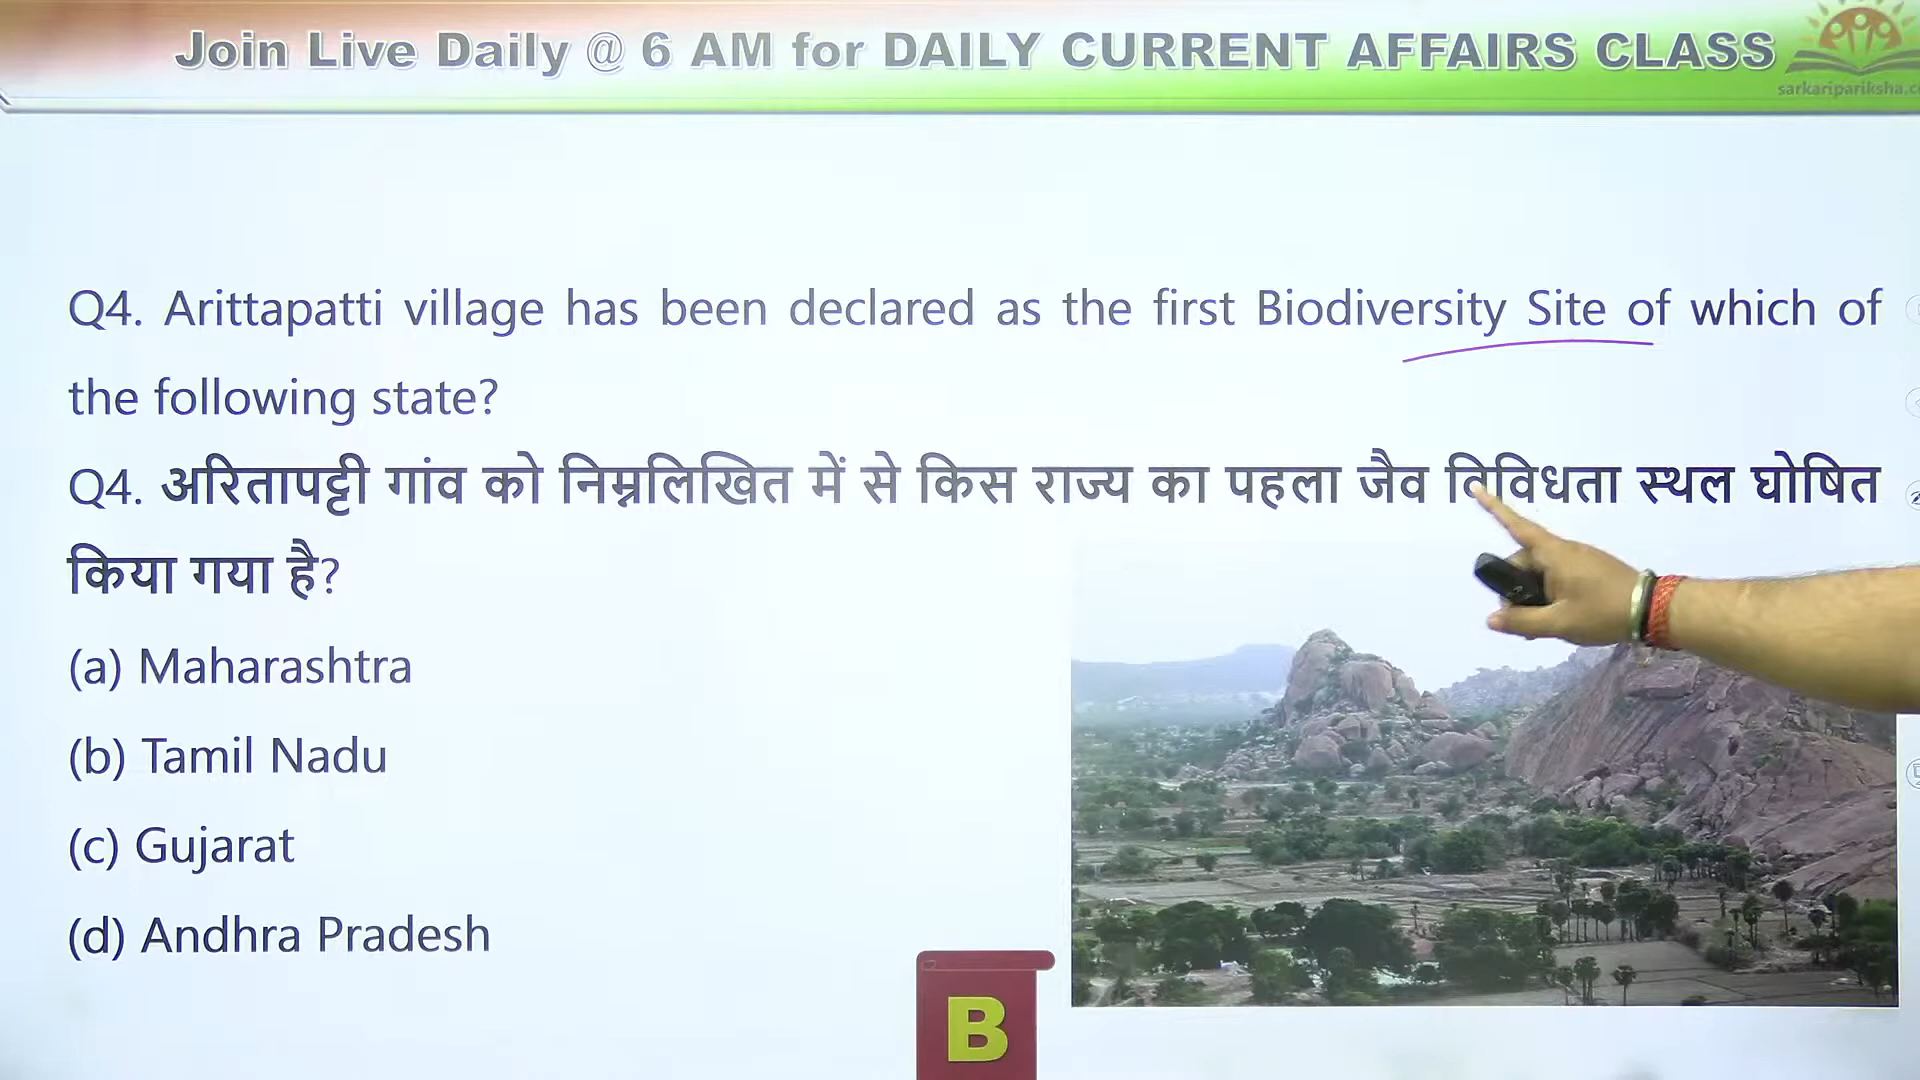 Join Live Daily @ 6 AM for DAILY CURRENT AFFAIRS CLASS
Q4. Arittapatti village has been declared as the first Biodiversity Site of which of
the following state?
Q4. अरितापट्टी गांव को निम्नलिखित में से किस राज्य का पहला जैव विविधता स्थल घोषित
किया गया है?
(a) Maharashtra
(b) Tamil Nadu
(c) Gujarat
(d) Andhra Pradesh
B